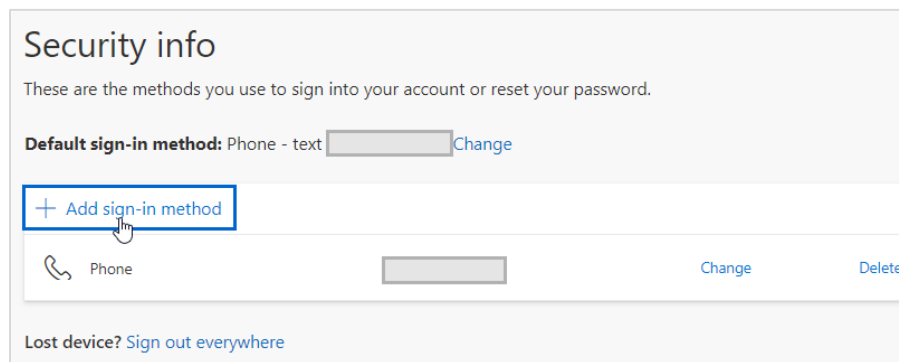 Security info
These are the methods you use to sign into your account or reset your password.
Default sign-in method: Phone - text Change
+ Add sign-in method
Phone Change Delete
Lost device? Sign out everywhere